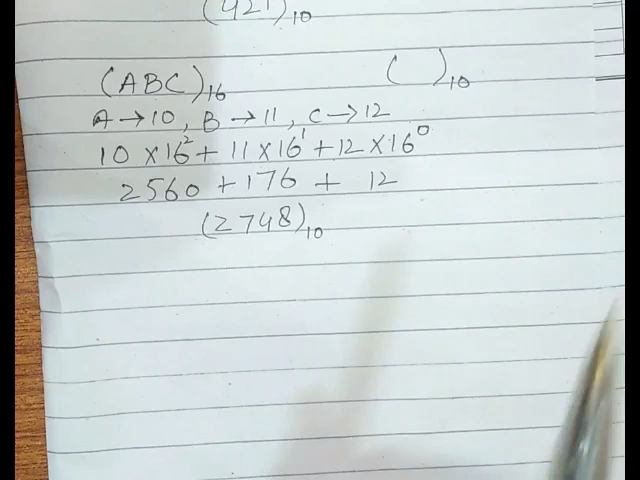 (421)₁₀
(ABC)₁₆ ( )₁₀
A → 10, B → 11, C → 12
10 × 16² + 11 × 16¹ + 12 × 16⁰
2560 + 176 + 12
(2748)₁₀